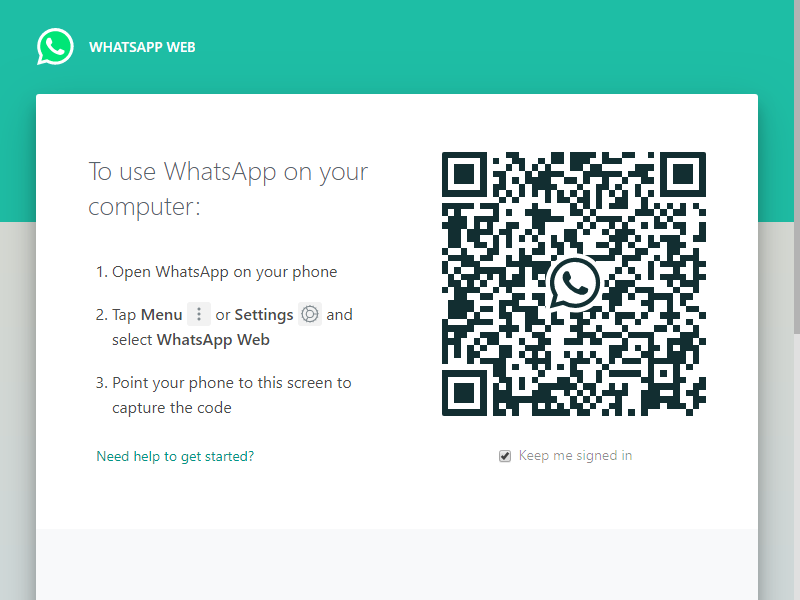 WHATSAPP WEB
To use WhatsApp on your
computer:
1. Open WhatsApp on your phone
2. Tap Menu or Settings and
select WhatsApp Web
3. Point your phone to this screen to
capture the code
Need help to get started?
Keep me signed in